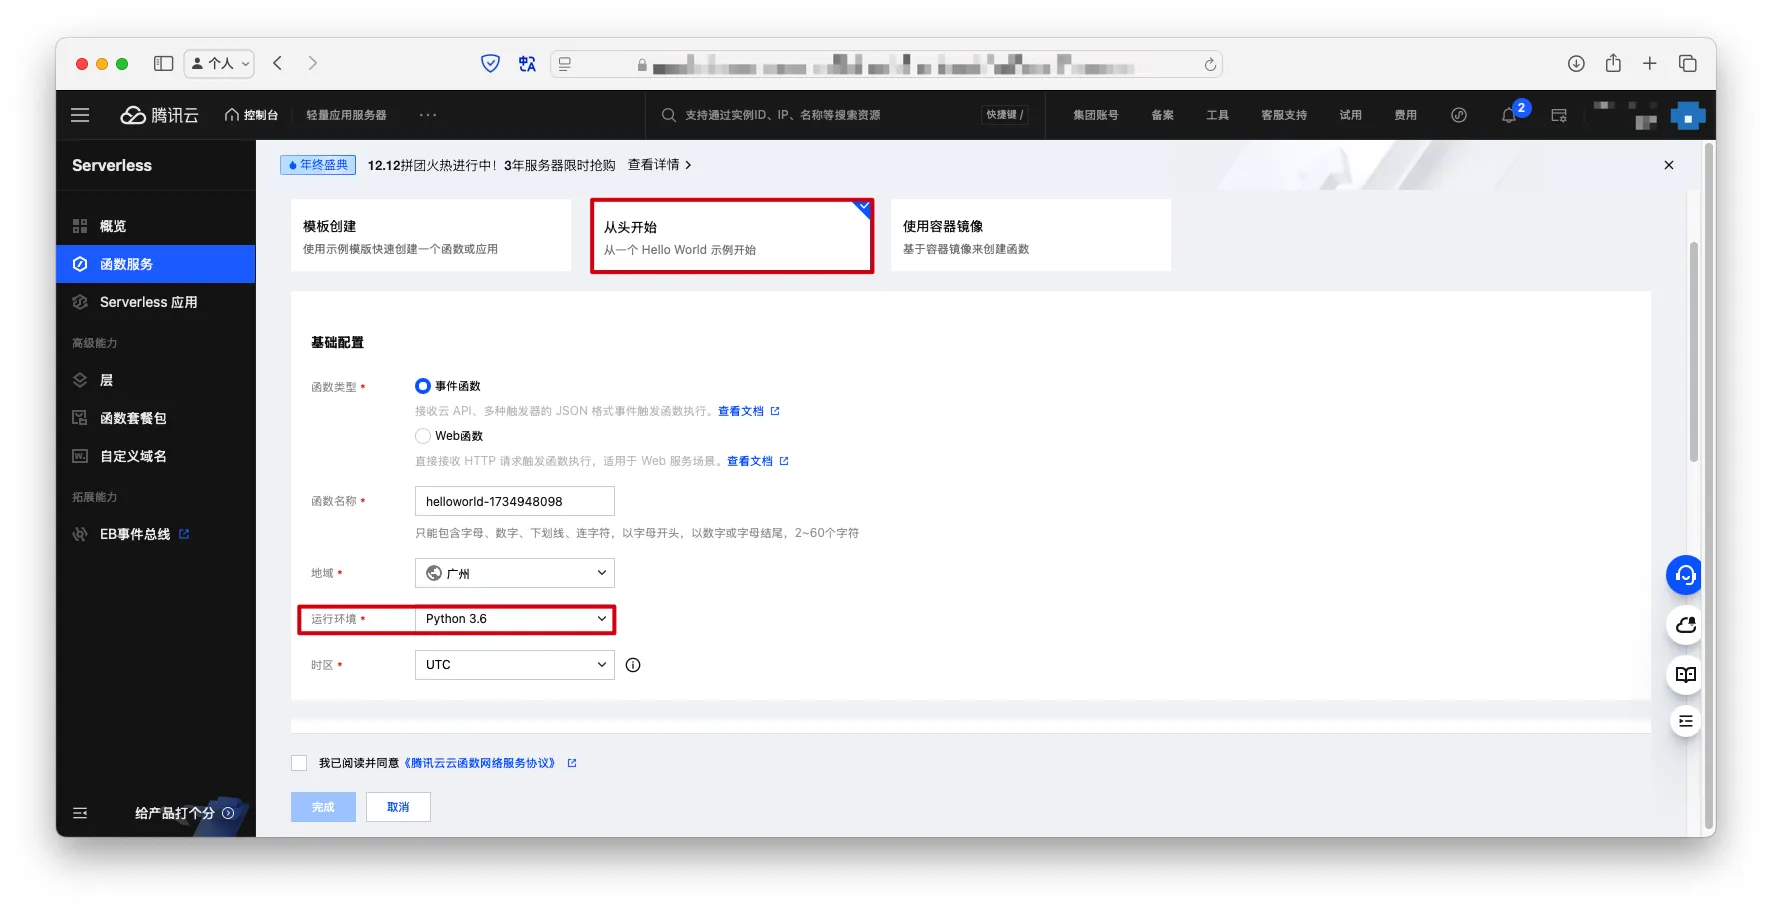 个人
腾讯云
控制台
轻量应用服务器
···
支持通过实例ID、IP、名称等搜索资源
快捷键 /
集团账号
备案
工具
客服支持
试用
费用
2
Serverless
概览
函数服务
Serverless 应用
高级能力
层
函数套餐包
自定义域名
拓展能力
EB事件总线
给产品打个分
年终盛典
12.12拼团火热进行中！3年服务器限时抢购 查看详情
模板创建
使用示例模版快速创建一个函数或应用
从头开始
从一个 Hello World 示例开始
使用容器镜像
基于容器镜像来创建函数
基础配置
函数类型 *
事件函数
接收云 API、多种触发器的 JSON 格式事件触发函数执行。查看文档
Web函数
直接接收 HTTP 请求触发函数执行，适用于 Web 服务场景。查看文档
函数名称 *
helloworld-1734948098
只能包含字母、数字、下划线、连字符，以字母开头，以数字或字母结尾，2~60个字符
地域 *
广州
运行环境 *
Python 3.6
时区 *
UTC
我已阅读并同意《腾讯云云函数网络服务协议》
完成
取消